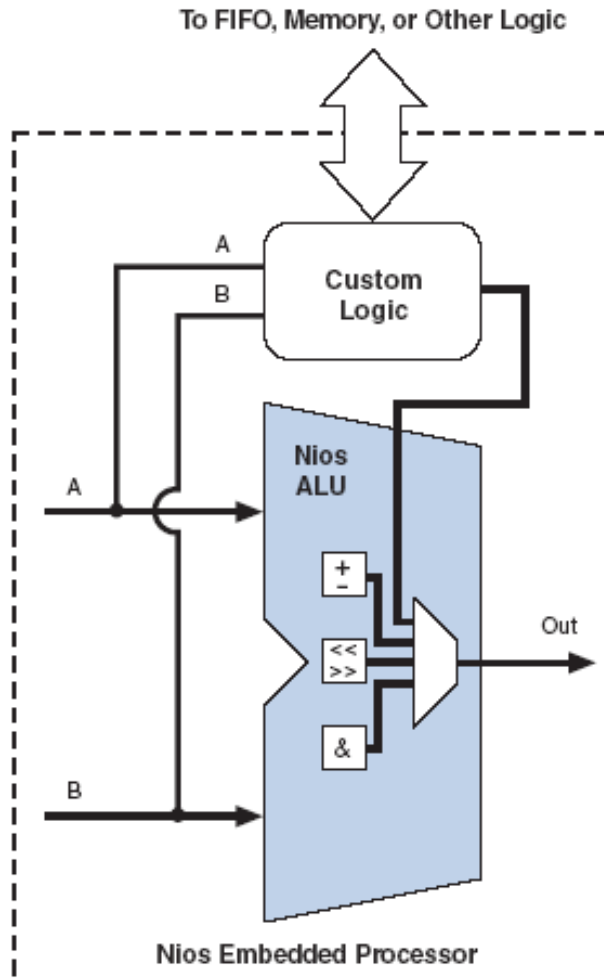 To FIFO, Memory, or Other Logic
A
B
Custom
Logic
Nios
ALU
A
+
-
<<
>>
Out
&
B
Nios Embedded Processor